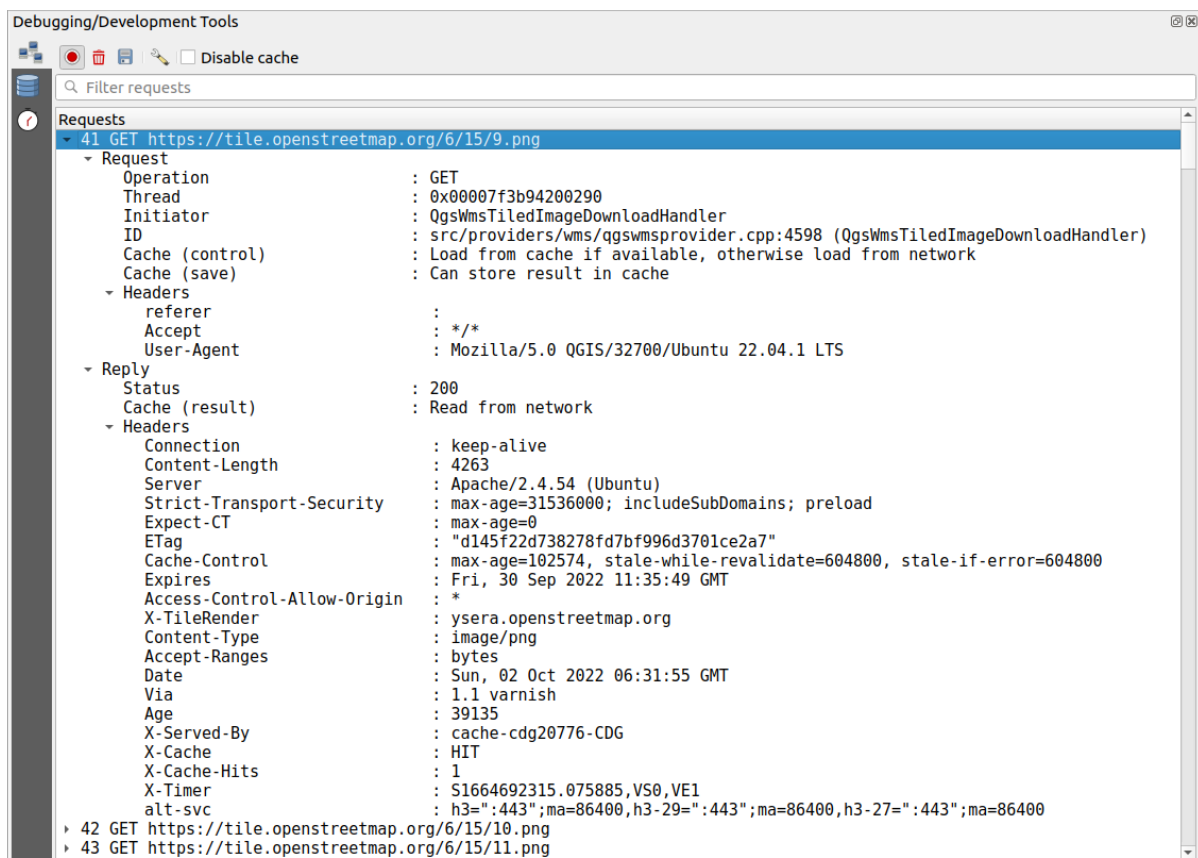 Debugging/Development Tools
Disable cache
Filter requests
Requests
41 GET https://tile.openstreetmap.org/6/15/9.png
Request
Operation : GET
Thread : 0x00007f3b94200290
Initiator : QgsWmsTiledImageDownloadHandler
ID : src/providers/wms/qgswmsprovider.cpp:4598 (QgsWmsTiledImageDownloadHandler)
Cache (control) : Load from cache if available, otherwise load from network
Cache (save) : Can store result in cache
Headers
referer :
Accept : */*
User-Agent : Mozilla/5.0 QGIS/32700/Ubuntu 22.04.1 LTS
Reply
Status : 200
Cache (result) : Read from network
Headers
Connection : keep-alive
Content-Length : 4263
Server : Apache/2.4.54 (Ubuntu)
Strict-Transport-Security : max-age=31536000; includeSubDomains; preload
Expect-CT : max-age=0
ETag : "d145f22d738278fd7bf996d3701ce2a7"
Cache-Control : max-age=102574, stale-while-revalidate=604800, stale-if-error=604800
Expires : Fri, 30 Sep 2022 11:35:49 GMT
Access-Control-Allow-Origin : *
X-TileRender : ysera.openstreetmap.org
Content-Type : image/png
Accept-Ranges : bytes
Date : Sun, 02 Oct 2022 06:31:55 GMT
Via : 1.1 varnish
Age : 39135
X-Served-By : cache-cdg20776-CDG
X-Cache : HIT
X-Cache-Hits : 1
X-Timer : S1664692315.075885,VS0,VE1
alt-svc : h3=":443";ma=86400,h3-29=":443";ma=86400,h3-27=":443";ma=86400
42 GET https://tile.openstreetmap.org/6/15/10.png
43 GET https://tile.openstreetmap.org/6/15/11.png